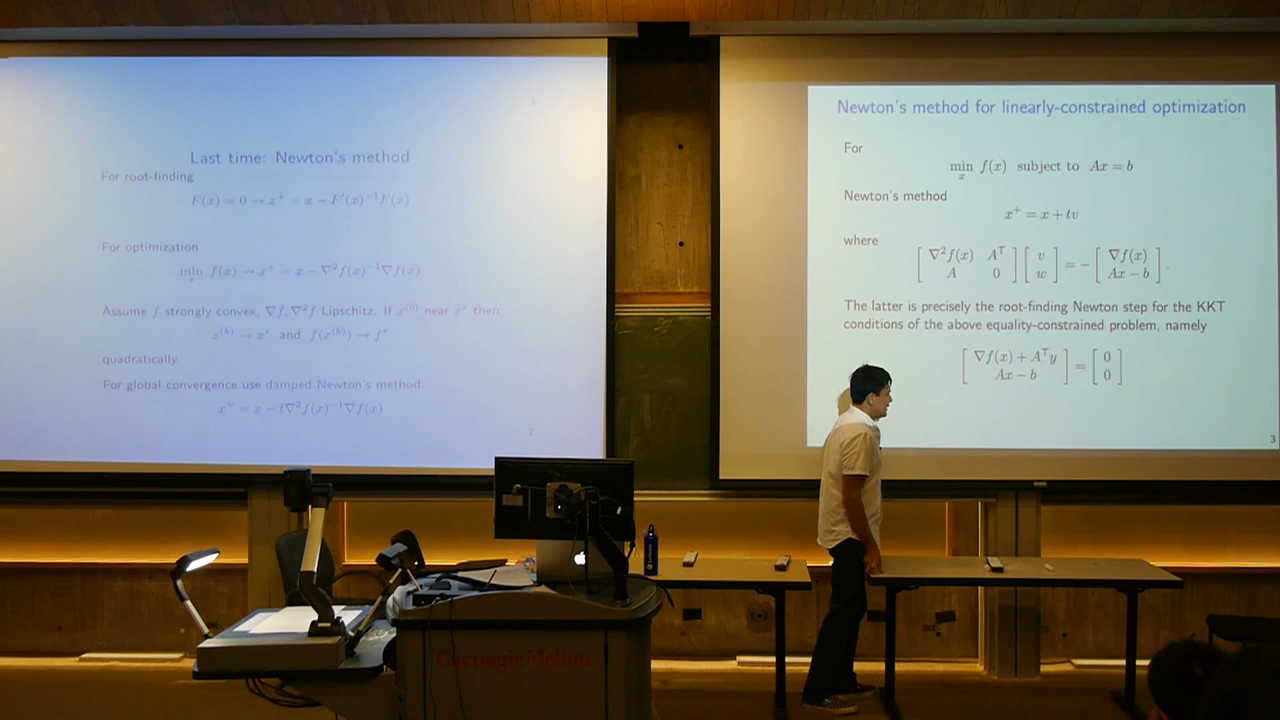 1
Last time: Newton's method
For root-finding
F(x) = 0 ⇝ x⁺ = x − F′(x)⁻¹F(x)
For optimization
min f(x) ⇝ x⁺ = x − ∇²f(x)⁻¹∇f(x)
x
Assume f strongly convex, ∇f, ∇²f Lipschitz. If x⁽⁰⁾ near x⋆ then
x⁽ᵏ⁾ → x⋆ and f(x⁽ᵏ⁾) → f⋆
quadratically.
For global convergence use damped Newton's method:
x⁺ = x − t∇²f(x)⁻¹∇f(x)
2
Newton's method for linearly-constrained optimization
For
min f(x) subject to Ax = b
x
Newton's method
x⁺ = x + tv
where
[ ∇²f(x) Aᵀ ] [ v ] = − [ ∇f(x) ]
[ A 0 ] [ w ] [ Ax − b ] .
The latter is precisely the root-finding Newton step for the KKT
conditions of the above equality-constrained problem, namely
[ ∇f(x) + Aᵀy ] = [ 0 ]
[ Ax − b ] [ 0 ]
3
Carnegie Mellon